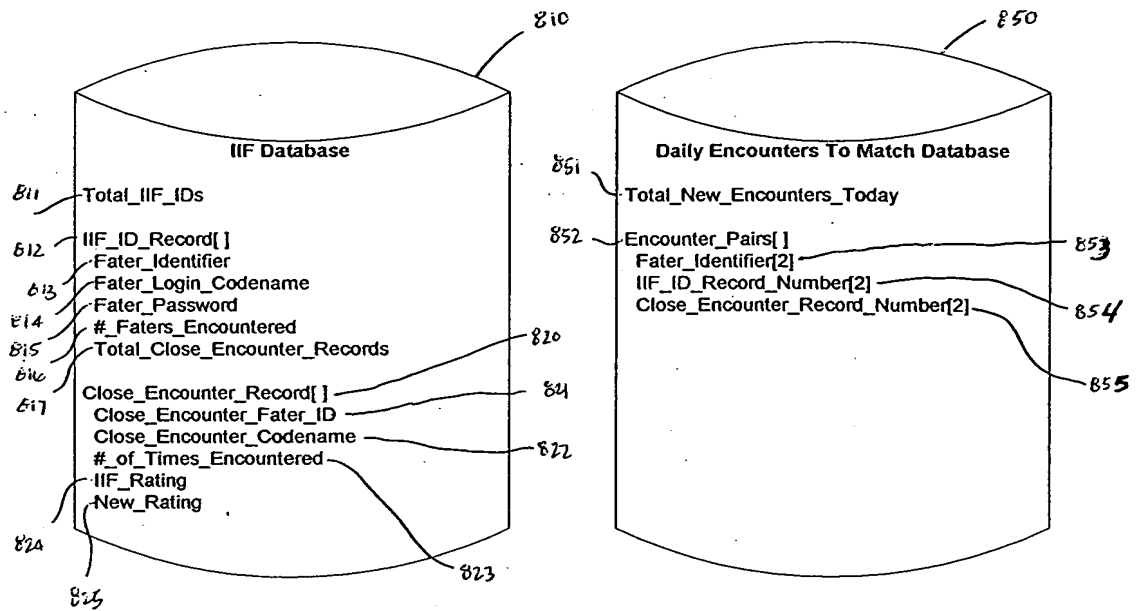 810
850
IIF Database
811 Total_IIF_IDs
812 IIF_ID_Record[ ]
813 Fater_Identifier
814 Fater_Login_Codename
815 Fater_Password
816 #_Faters_Encountered
817 Total_Close_Encounter_Records
820 Close_Encounter_Record[ ]
821 Close_Encounter_Fater_ID
Close_Encounter_Codename 822
#_of_Times_Encountered 823
824 IIF_Rating
825 New_Rating
Daily Encounters To Match Database
851 Total_New_Encounters_Today
852 Encounter_Pairs[ ]
Fater_Identifier[2] 853
IIF_ID_Record_Number[2] 854
Close_Encounter_Record_Number[2] 855